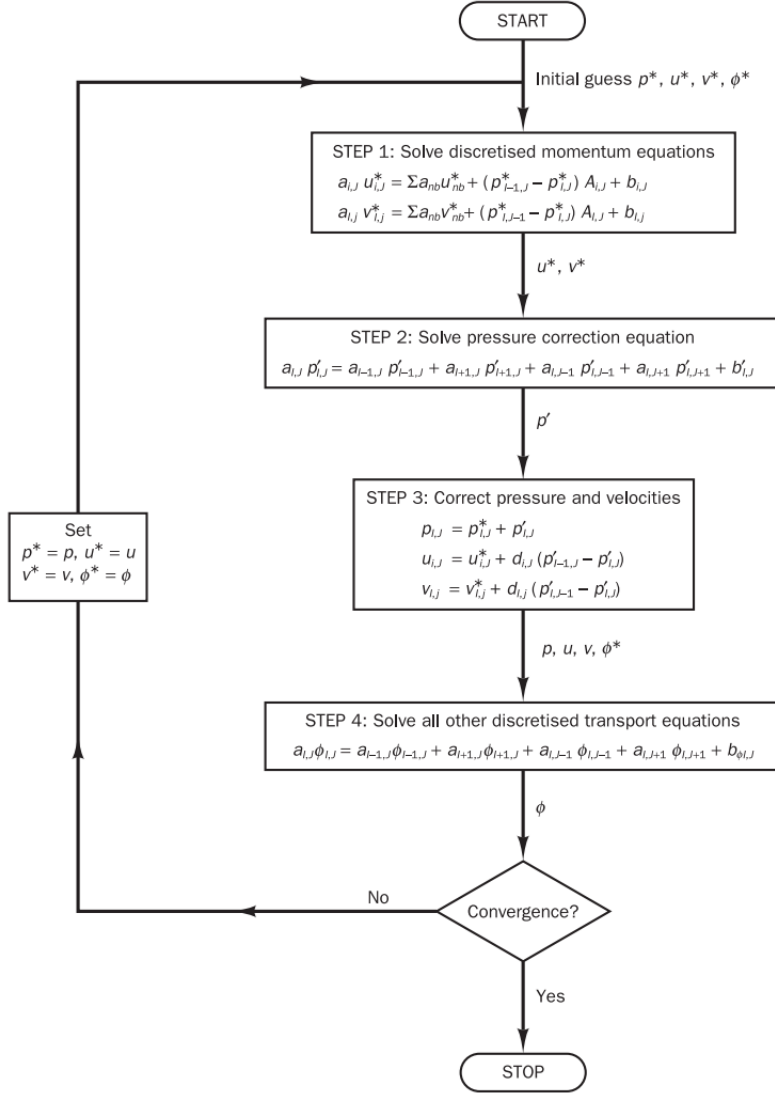 START
Initial guess p*, u*, v*, ϕ*
STEP 1: Solve discretised momentum equations
a_{i,J} u*_{i,J} = Σa_{nb}u*_{nb} + (p*_{I–1,J} – p*_{I,J}) A_{i,J} + b_{i,J}
a_{I,j} v*_{I,j} = Σa_{nb}v*_{nb} + (p*_{I,J–1} – p*_{I,J}) A_{I,J} + b_{I,j}
u*, v*
STEP 2: Solve pressure correction equation
a_{I,J} p′_{I,J} = a_{I–1,J} p′_{I–1,J} + a_{I+1,J} p′_{I+1,J} + a_{I,J–1} p′_{I,J–1} + a_{I,J+1} p′_{I,J+1} + b′_{I,J}
p′
STEP 3: Correct pressure and velocities
p_{I,J} = p*_{I,J} + p′_{I,J}
u_{i,J} = u*_{i,J} + d_{i,J} (p′_{I–1,J} – p′_{I,J})
v_{I,j} = v*_{I,j} + d_{I,j} (p′_{I,J–1} – p′_{I,J})
Set
p* = p, u* = u
v* = v, ϕ* = ϕ
p, u, v, ϕ*
STEP 4: Solve all other discretised transport equations
a_{I,J}ϕ_{I,J} = a_{I–1,J}ϕ_{I–1,J} + a_{I+1,J}ϕ_{I+1,J} + a_{I,J–1} ϕ_{I,J–1} + a_{I,J+1} ϕ_{I,J+1} + b_{ϕI,J}
ϕ
No
Convergence?
Yes
STOP